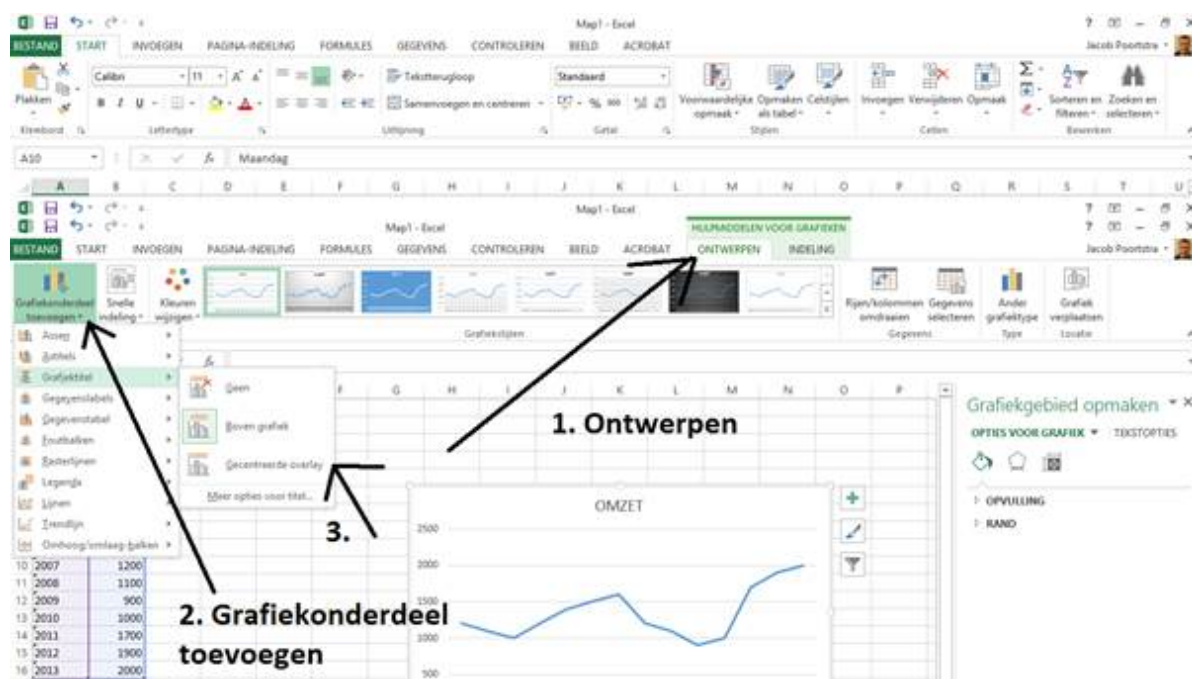 Map1 - Excel
BESTAND START INVOEGEN PAGINA-INDELING FORMULES GEGEVENS CONTROLEREN BEELD ACROBAT Jacob Poortstra
Calibri 11 Tekstterugloop Standaard
Plakken B I U Samenvoegen en centreren % 000 Voorwaardelijke opmaak Opmaken als tabel Celstijlen Invoegen Verwijderen Opmaak Sorteren en filteren Zoeken en selecteren
Klembord Lettertype Uitlijning Getal Stijlen Cellen Bewerken
A10 fx Maandag
A B C D E F G H I J K L M N O P Q R S T U
Map1 - Excel
Map1 - Excel HULPMIDDELEN VOOR GRAFIEKEN
BESTAND START INVOEGEN PAGINA-INDELING FORMULES GEGEVENS CONTROLEREN BEELD ACROBAT ONTWERPEN INDELING Jacob Poortstra
Grafiekonderdeel toevoegen Snelle indeling Kleuren wijzigen Rijen/kolommen omdraaien Gegevens selecteren Ander grafiektype Grafiek verplaatsen
Grafiekstijlen Gegevens Type Locatie
Assen
Astitels
Grafiektitel
Gegevenslabels
Gegevenstabel
Foutbalken
Rasterlijnen
Legenda
Lijnen
Trendlijn
Omhoog/omlaag-balken
fx
F G H I J K L M N O P
Geen
Boven grafiek
Gecentreerde overlay
Meer opties voor titel...
1. Ontwerpen
3.
2. Grafiekonderdeel
toevoegen
10 2007 1200
11 2008 1100
12 2009 900
13 2010 1000
14 2011 1700
15 2012 1900
16 2013 2000
OMZET
2500
2000
1500
1000
500
Grafiekgebied opmaken
OPTIES VOOR GRAFIEK TEKSTOPTIES
OPVULLING
RAND